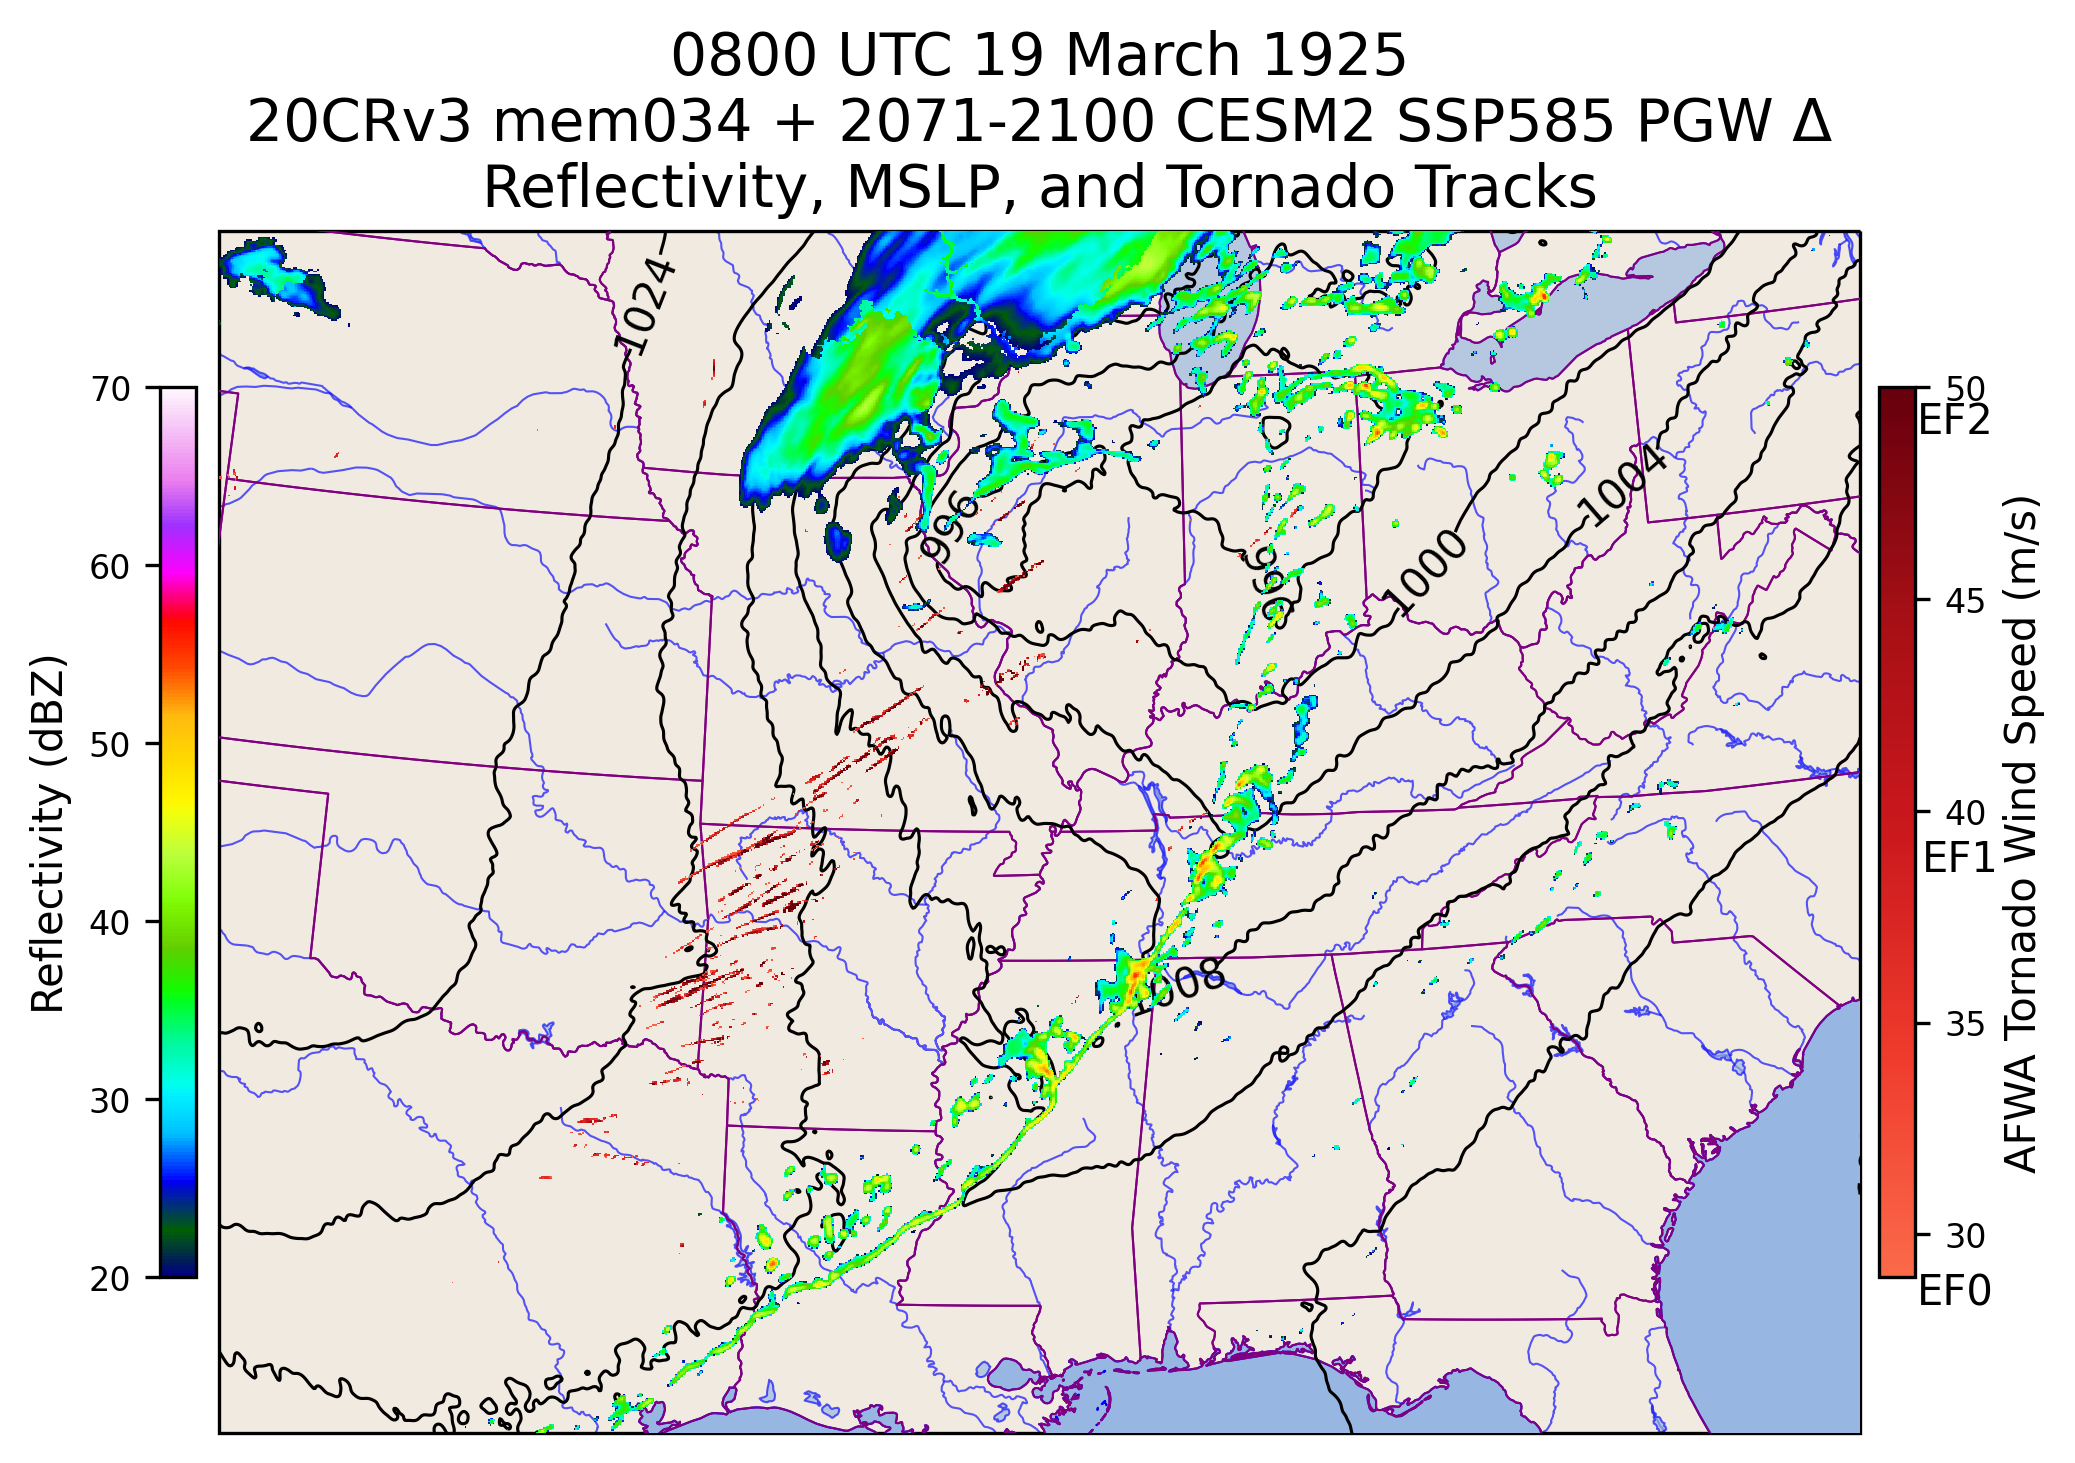 0800 UTC 19 March 1925
20CRv3 mem034 + 2071-2100 CESM2 SSP585 PGW Δ
Reflectivity, MSLP, and Tornado Tracks
Reflectivity (dBZ)
70
60
50
40
30
20
1024
996
996
1000
1004
1008
50
EF2
45
40
EF1
35
30
EF0
AFWA Tornado Wind Speed (m/s)